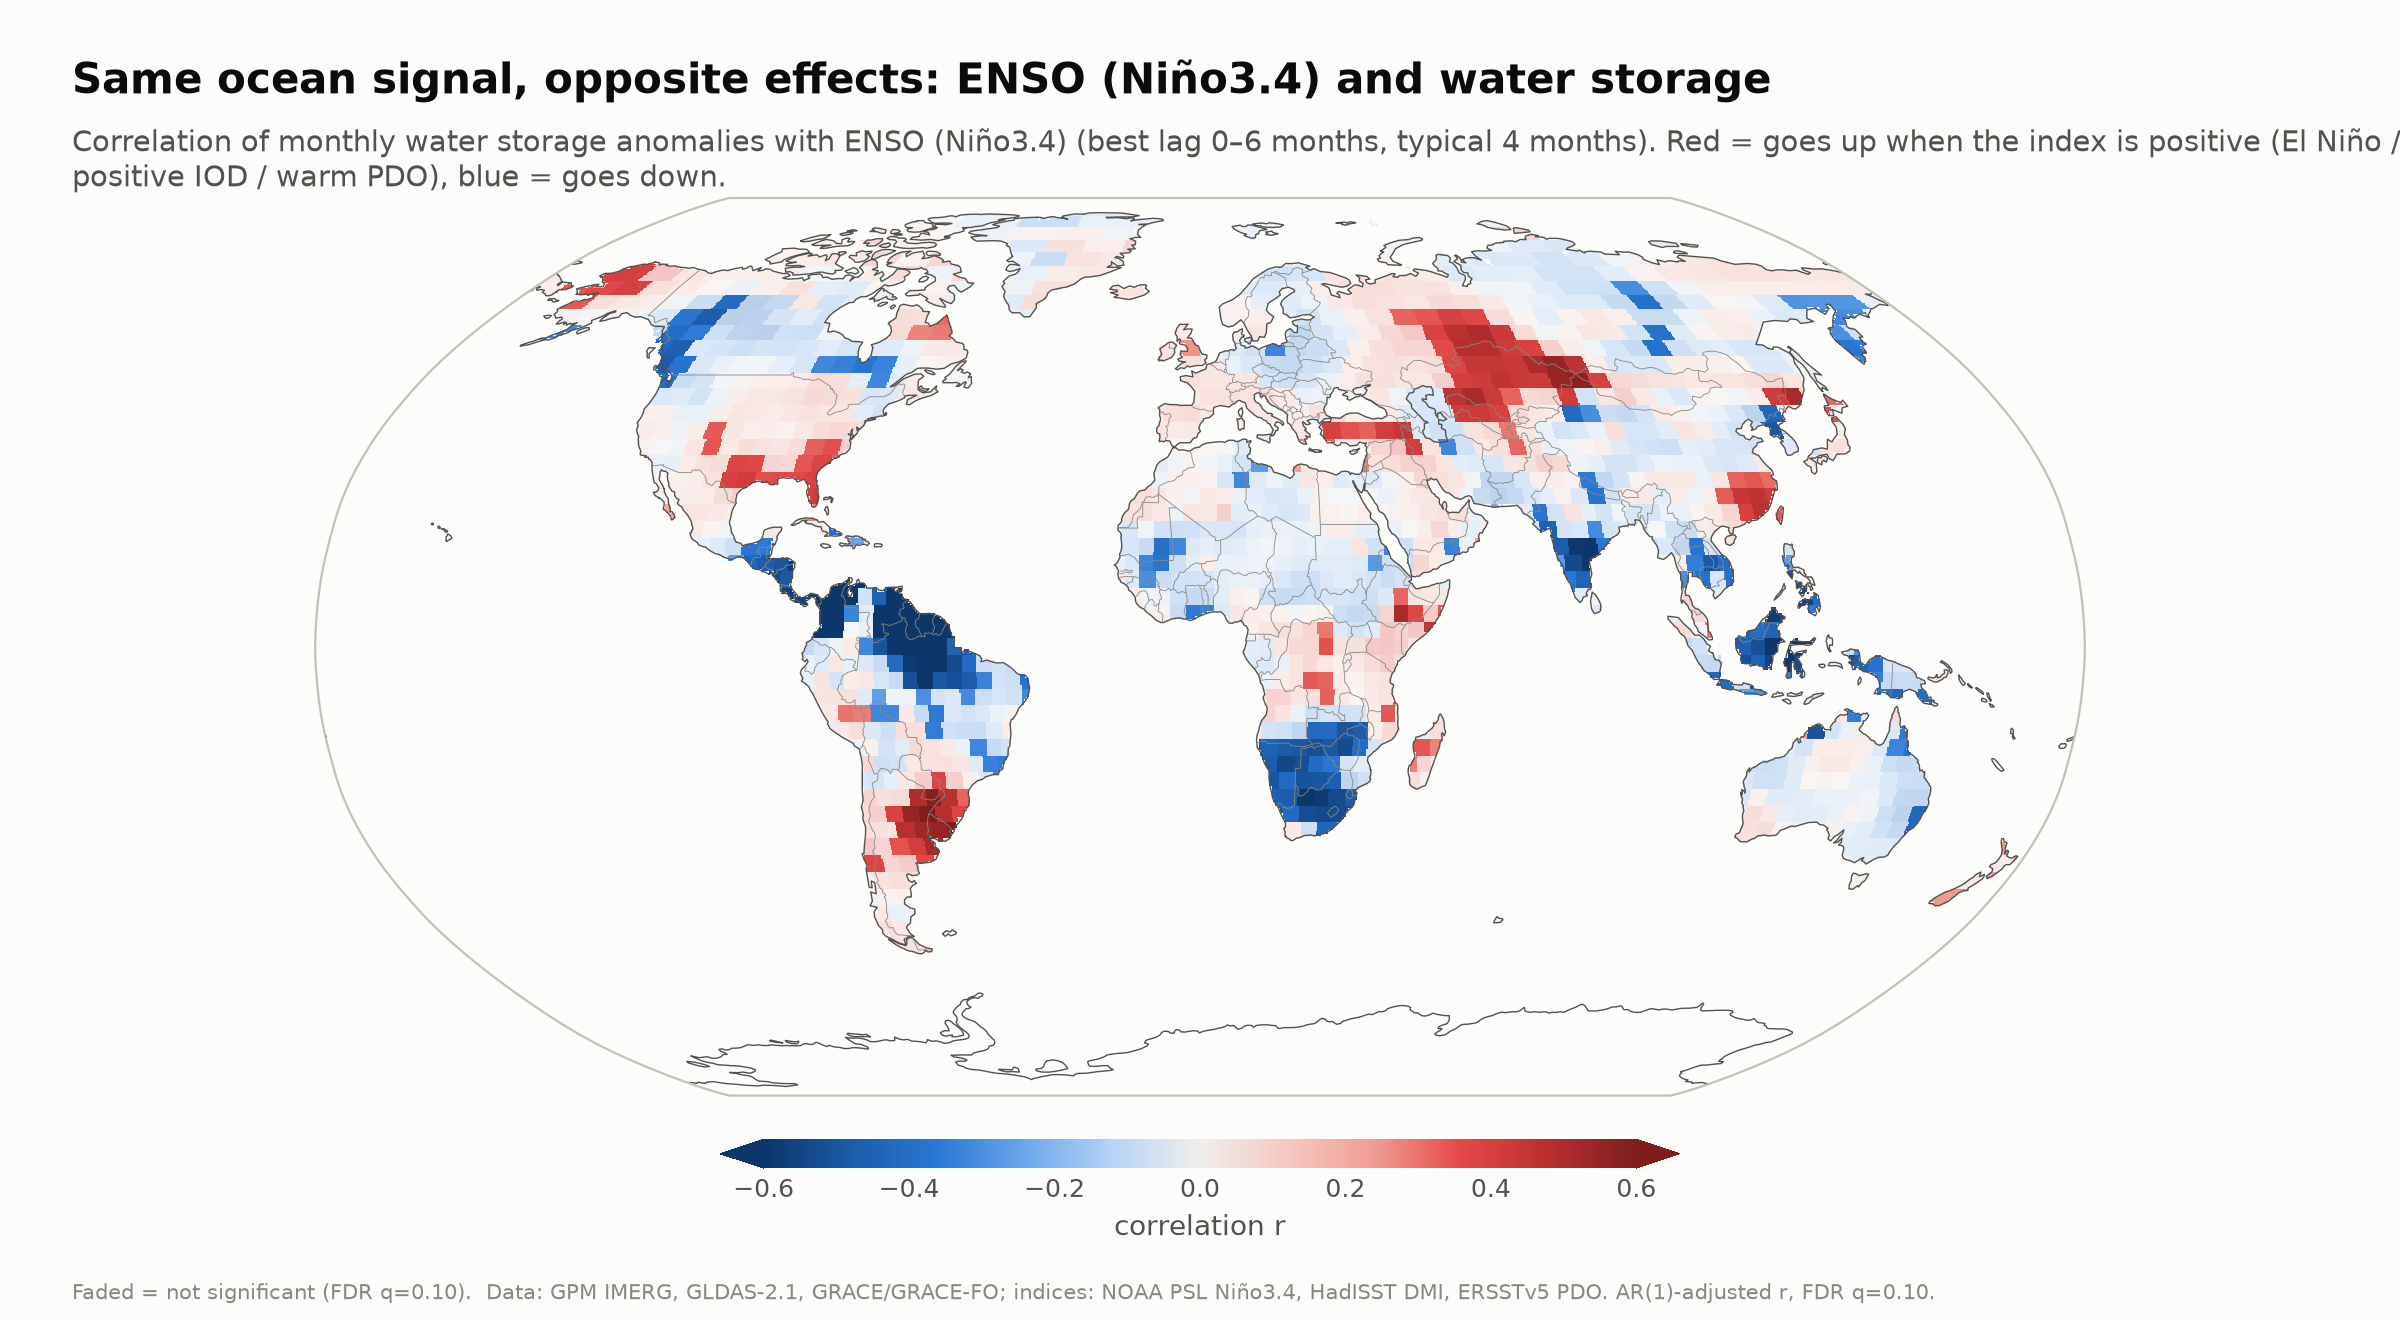 Same ocean signal, opposite effects: ENSO (Niño3.4) and water storage
Correlation of monthly water storage anomalies with ENSO (Niño3.4) (best lag 0–6 months, typical 4 months). Red = goes up when the index is positive (El Niño /
positive IOD / warm PDO), blue = goes down.
−0.6 −0.4 −0.2 0.0 0.2 0.4 0.6
correlation r
Faded = not significant (FDR q=0.10).  Data: GPM IMERG, GLDAS-2.1, GRACE/GRACE-FO; indices: NOAA PSL Niño3.4, HadISST DMI, ERSSTv5 PDO. AR(1)-adjusted r, FDR q=0.10.